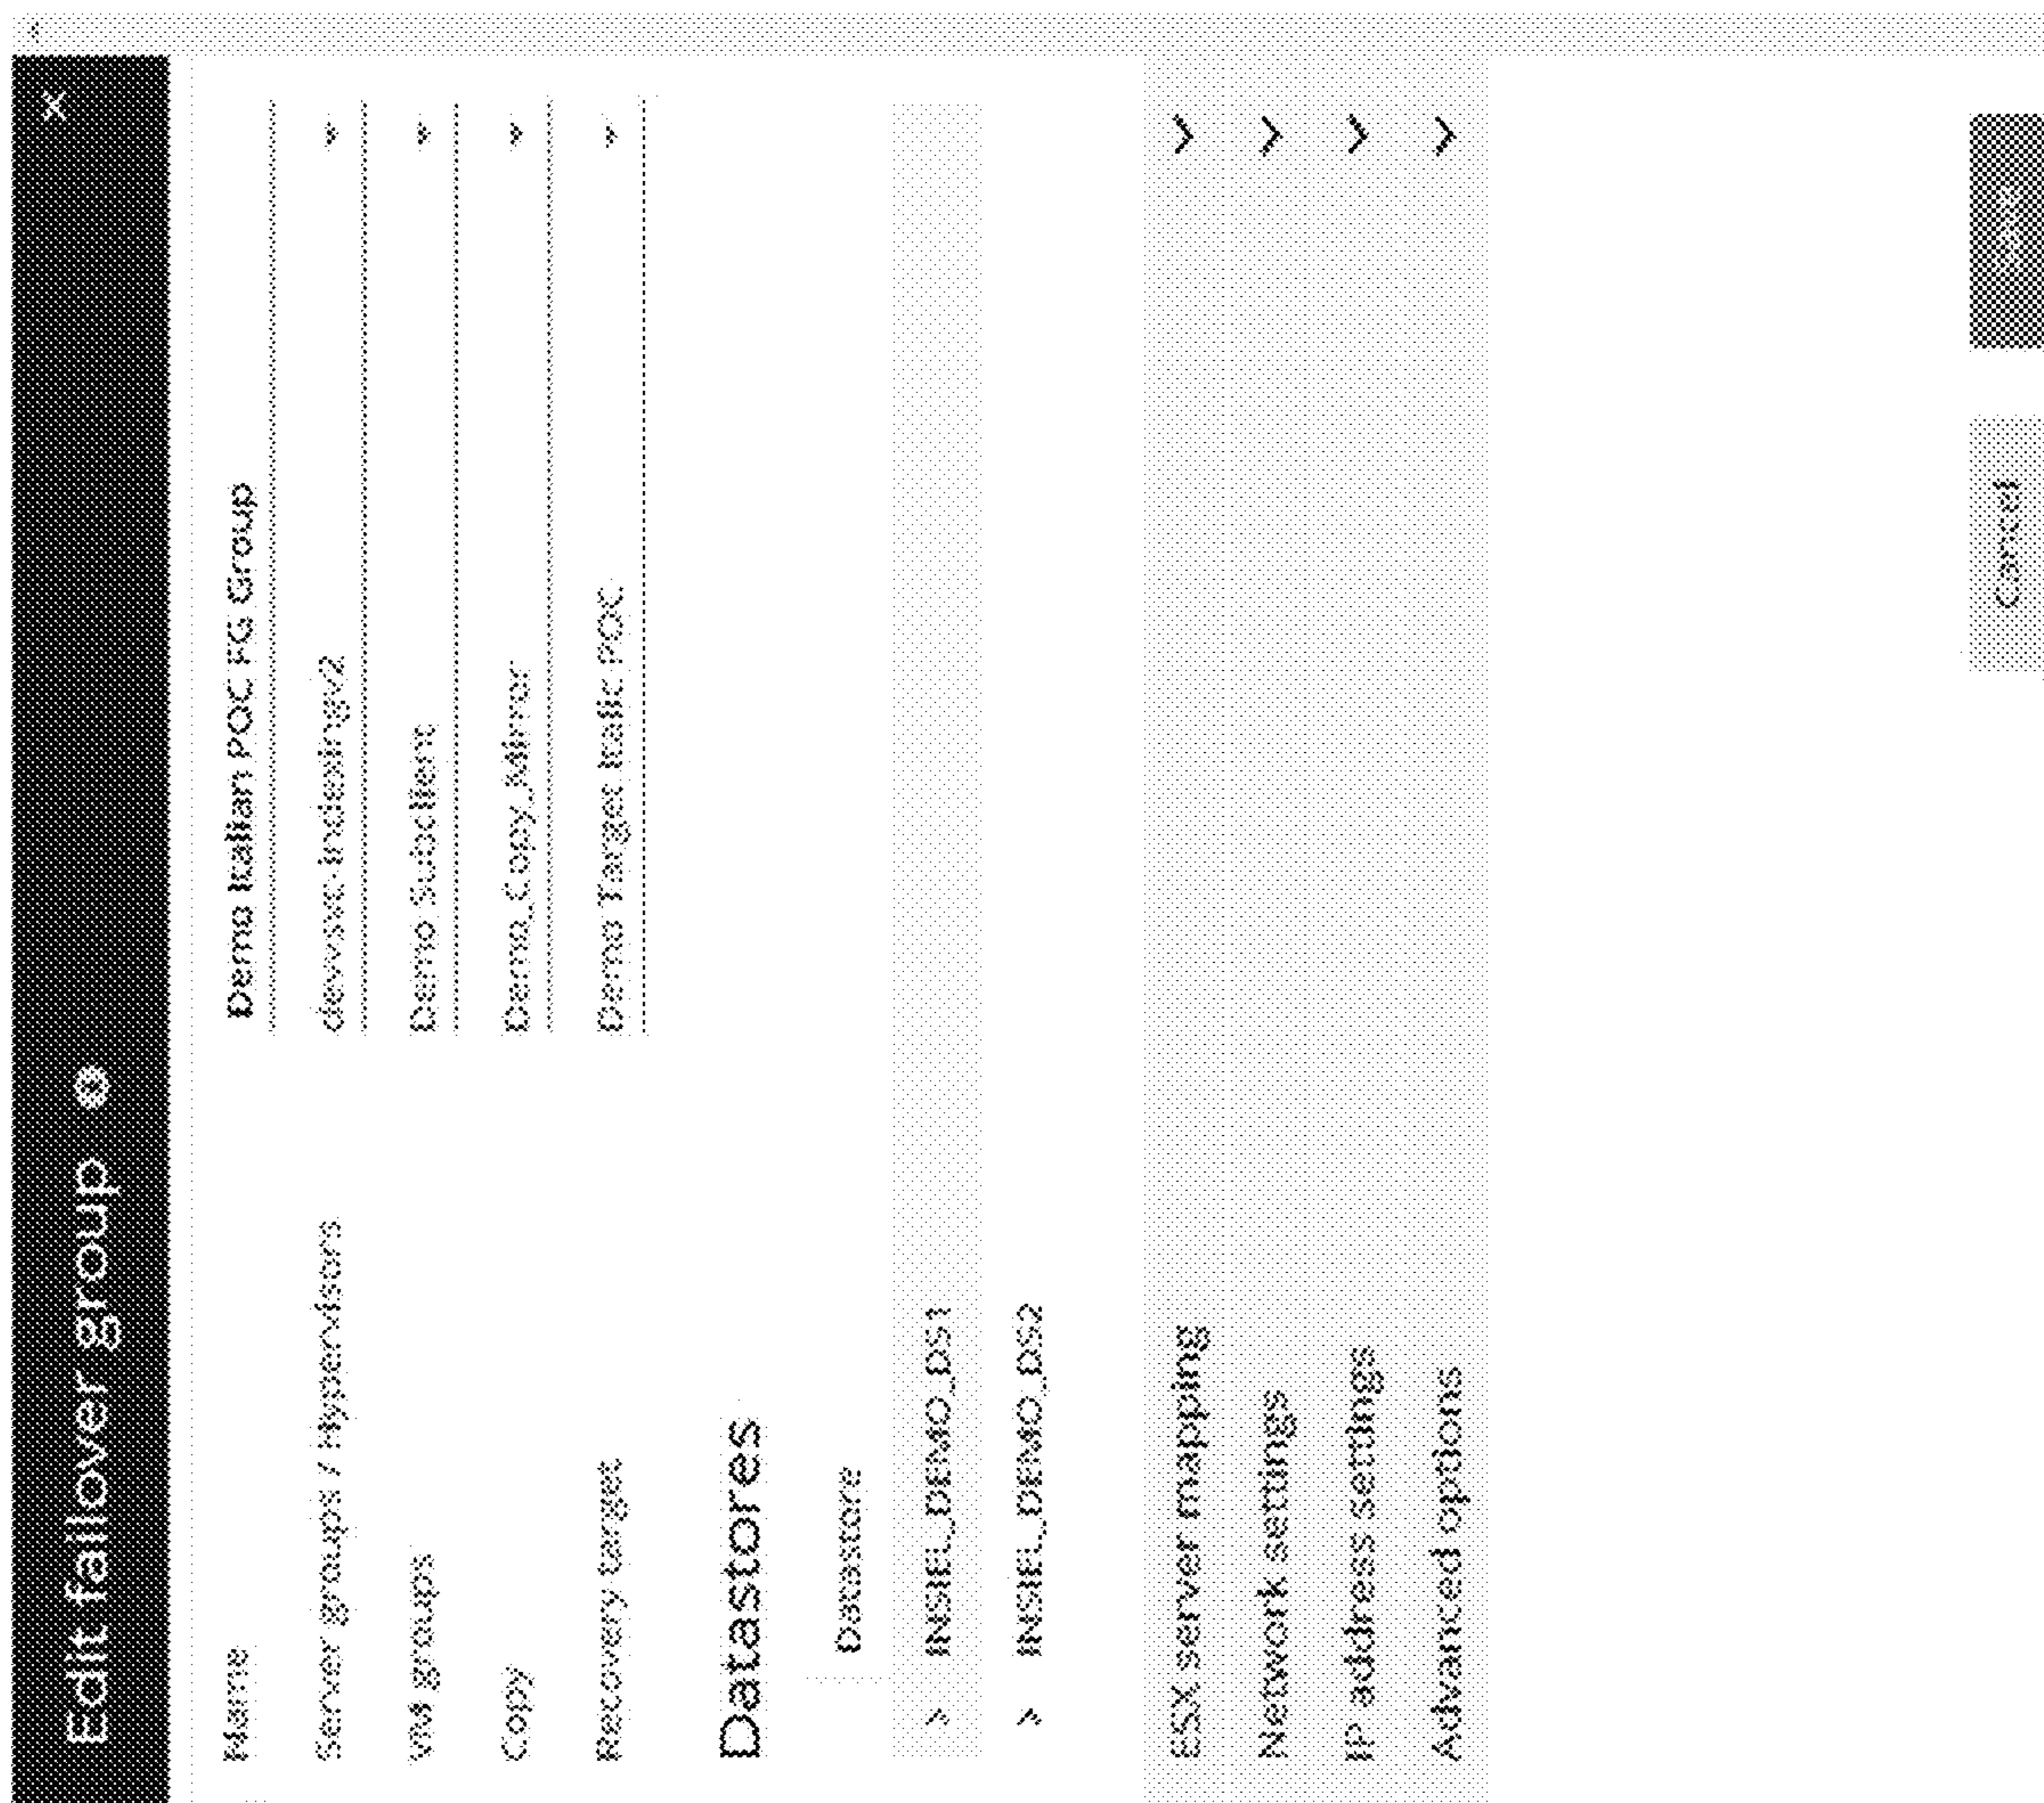 Edit failover group
Name Demo Italian POC FG Group
Server groups / Hypervisors devvsc-indexingv2
VM groups Demo Subclient
Copy Demo_Copy_Mirror
Recovery target Demo Target Italic POC
Datastores
Datastore
INSIEL_DEMO_DS1
INSIEL_DEMO_DS2
ESX server mapping
Network settings
IP address settings
Advanced options
Cancel